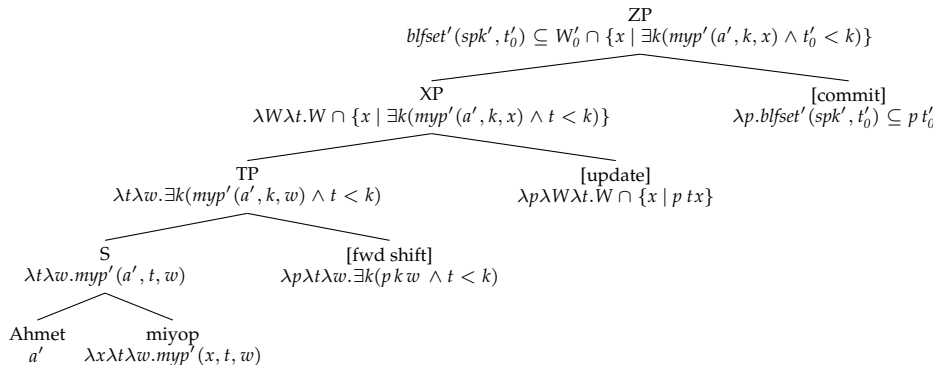 ZP
blfset′(spk′, t′₀) ⊆ W′₀ ∩ {x | ∃k(myp′(a′, k, x) ∧ t′₀ < k)}
XP
λWλt.W ∩ {x | ∃k(myp′(a′, k, x) ∧ t < k)}
[commit]
λp.blfset′(spk′, t′₀) ⊆ p t′₀
TP
λtλw.∃k(myp′(a′, k, w) ∧ t < k)
[update]
λpλWλt.W ∩ {x | p tx}
S
λtλw.myp′(a′, t, w)
[fwd shift]
λpλtλw.∃k(p k w ∧ t < k)
Ahmet
a′
miyop
λxλtλw.myp′(x, t, w)